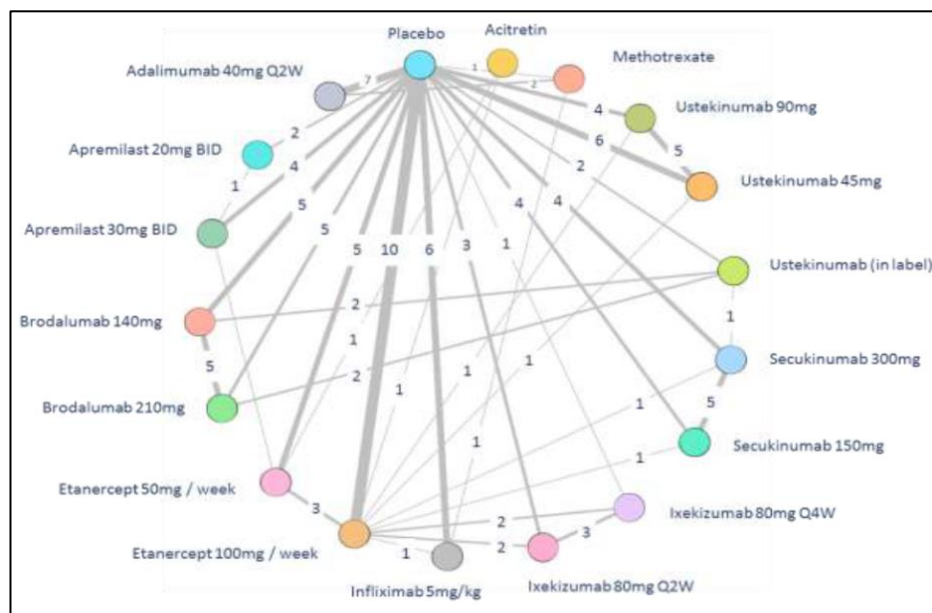 Placebo
Acitretin
Adalimumab 40mg Q2W
Methotrexate
7
1
2
Ustekinumab 90mg
4
Apremilast 20mg BID
2
6
5
1
4
2
Ustekinumab 45mg
5
4
4
Apremilast 30mg BID
5
5
10
6
3
1
Ustekinumab (in label)
Brodalumab 140mg
2
1
1
1
1
1
Secukinumab 300mg
5
2
1
1
5
Brodalumab 210mg
1
1
Secukinumab 150mg
Etanercept 50mg / week
3
2
3
Ixekizumab 80mg Q4W
Etanercept 100mg / week
1
2
Infliximab 5mg/kg
Ixekizumab 80mg Q2W